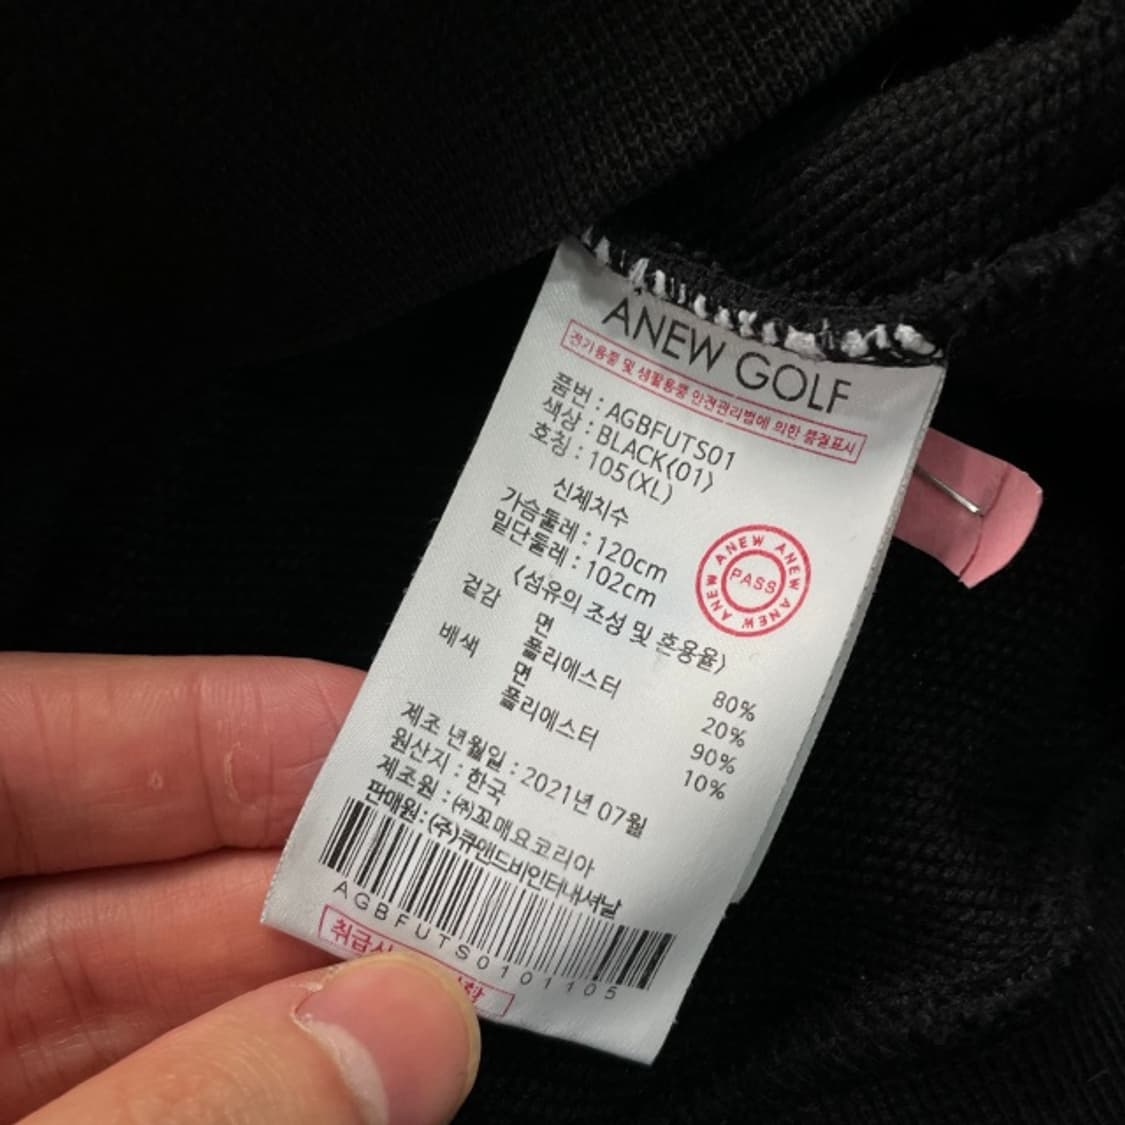 ANEW GOLF
전기용품 및 생활용품 안전관리법에 의한 품질표시
품번 : AGBFUTS01
색상 : BLACK(01)
호칭 : 105(XL)
신체치수
가슴둘레 : 120cm
밑단둘레 : 102cm
ANEW ANEW ANEW ANEW
PASS
(섬유의 조성 및 혼용율)
겉감 면 80%
폴리에스터 20%
배색 면 90%
폴리에스터 10%
제조 년월일 : 2021년 07월
원산지 : 한국
제조원 : ㈜꼬매요코리아
판매원 : (주)큐앤드비인터내셔날
AGBFUTS0101105